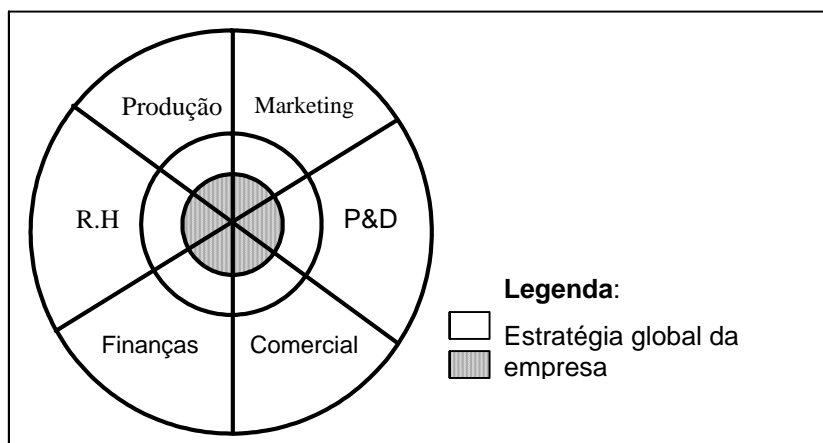 Produção
Marketing
R.H
P&D
Finanças
Comercial
Legenda:
Estratégia global da
empresa